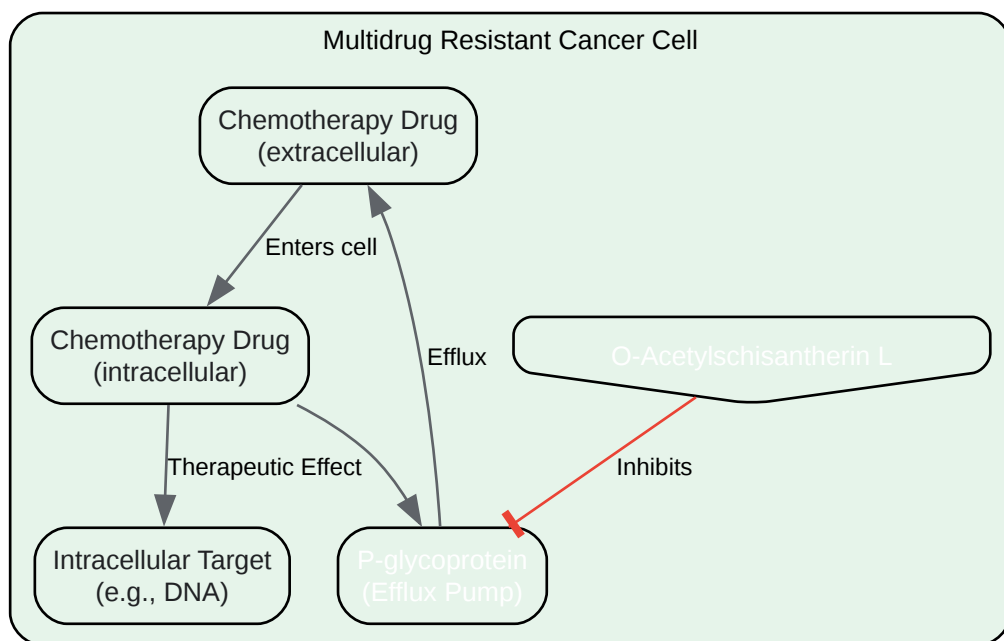 Multidrug Resistant Cancer Cell
Chemotherapy Drug
(extracellular)
Enters cell
Chemotherapy Drug
(intracellular)
Efflux
O-Acetylschisantherin L
Therapeutic Effect
Inhibits
Intracellular Target
(e.g., DNA)
P-glycoprotein
(Efflux Pump)